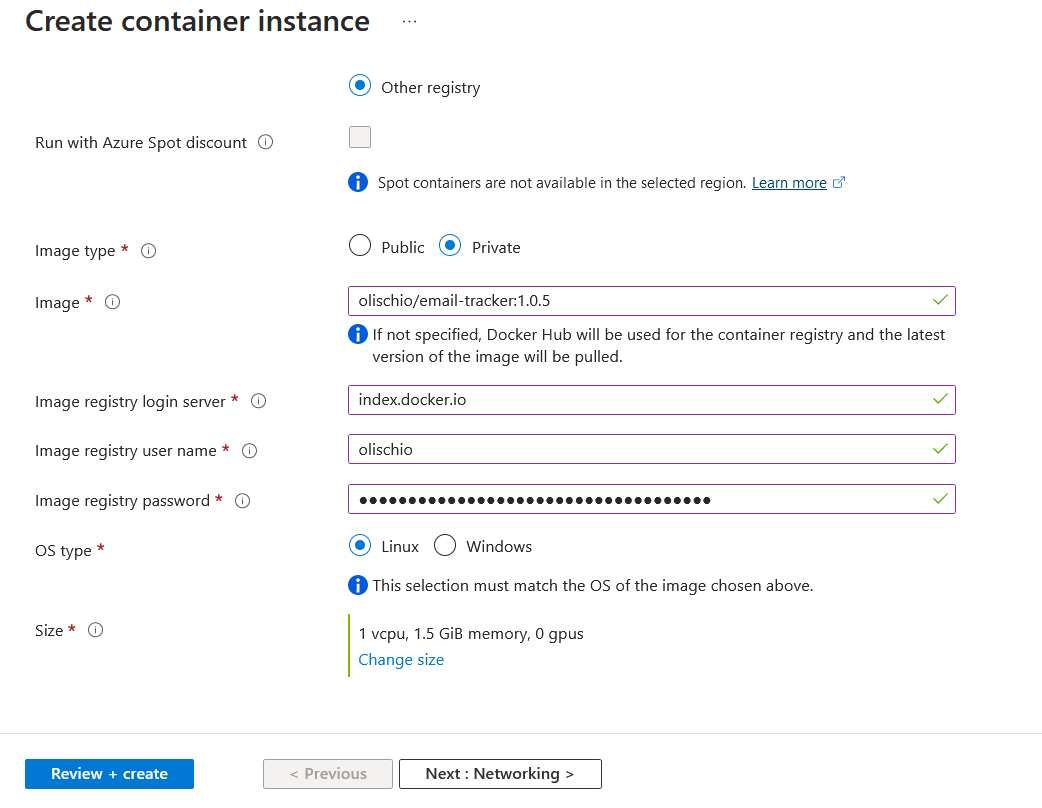 Create container instance ...
Other registry
Run with Azure Spot discount
Spot containers are not available in the selected region. Learn more
Image type *
Public Private
Image *
olischio/email-tracker:1.0.5
If not specified, Docker Hub will be used for the container registry and the latest
version of the image will be pulled.
Image registry login server *
index.docker.io
Image registry user name *
olischio
Image registry password *
OS type *
Linux Windows
This selection must match the OS of the image chosen above.
Size *
1 vcpu, 1.5 GiB memory, 0 gpus
Change size
Review + create
< Previous
Next : Networking >